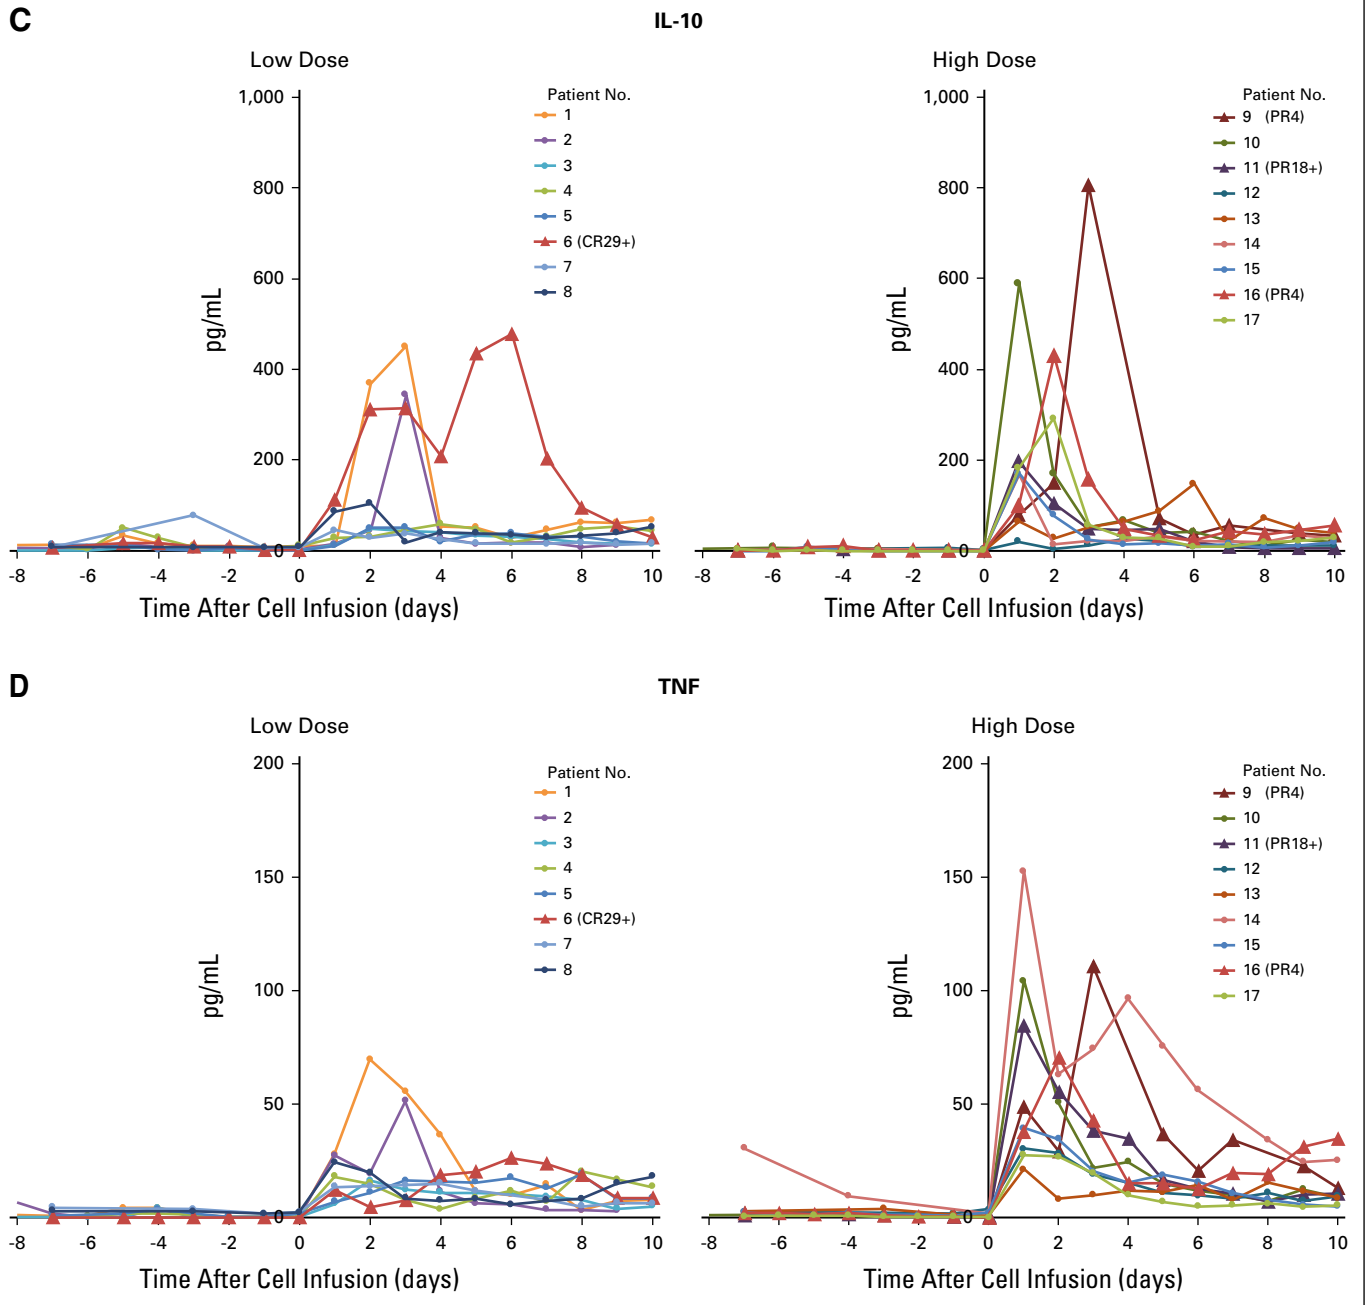 C
IL-10
Low Dose
High Dose
Patient No.
1
2
3
4
5
6 (CR29+)
7
8
1,000
800
600
400
200
0
pg/mL
-8 -6 -4 -2 0 2 4 6 8 10
Time After Cell Infusion (days)
Patient No.
9 (PR4)
10
11 (PR18+)
12
13
14
15
16 (PR4)
17
1,000
800
600
400
200
0
pg/mL
-8 -6 -4 -2 0 2 4 6 8 10
Time After Cell Infusion (days)
D
TNF
Low Dose
High Dose
Patient No.
1
2
3
4
5
6 (CR29+)
7
8
200
150
100
50
0
pg/mL
-8 -6 -4 -2 0 2 4 6 8 10
Time After Cell Infusion (days)
Patient No.
9 (PR4)
10
11 (PR18+)
12
13
14
15
16 (PR4)
17
200
150
100
50
0
pg/mL
-8 -6 -4 -2 0 2 4 6 8 10
Time After Cell Infusion (days)